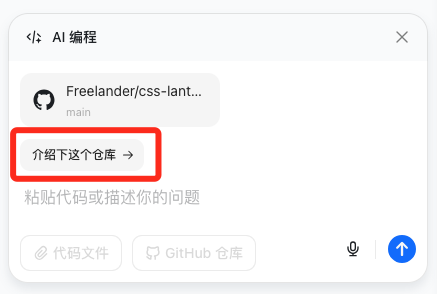 AI 编程
Freelander/css-lant...
main
介绍下这个仓库 →
粘贴代码或描述你的问题
代码文件
GitHub 仓库